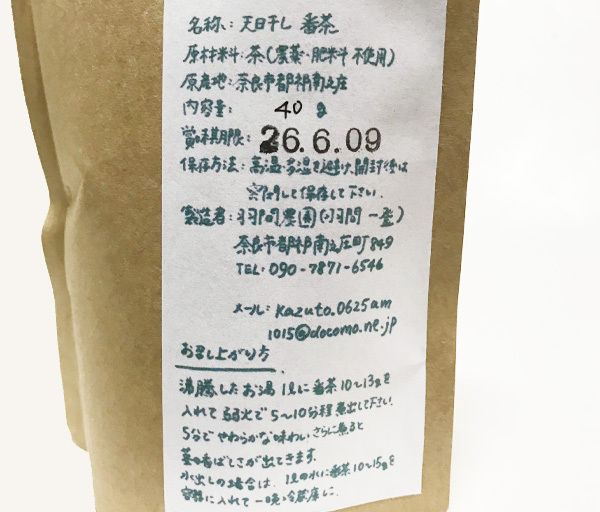 名称: 天日干し 番茶
原材料: 茶(農薬・肥料 不使用)
原産地: 奈良市都祁南之庄
内容量: 40 g
賞味期限: 26.6.09
保存方法: 高温・多湿を避け、開封後は
密閉して保存して下さい.
製造者: 羽間農園(羽間 一登)
奈良市都祁南之庄町849
TEL: 090-7871-6546
メール: kazuto.0625am
1015@docomo.ne.jp
お召し上がり方.
沸騰したお湯 1ℓに 番茶10~13gを
入れて 弱火で 5~10分程 煮出して下さい.
5分で やわらかな味わい さらに煮ると
茎の香ばしさが出てきます.
水出しの場合は、1ℓの水に番茶10~15gを
容器に入れて 一晩冷蔵庫に.